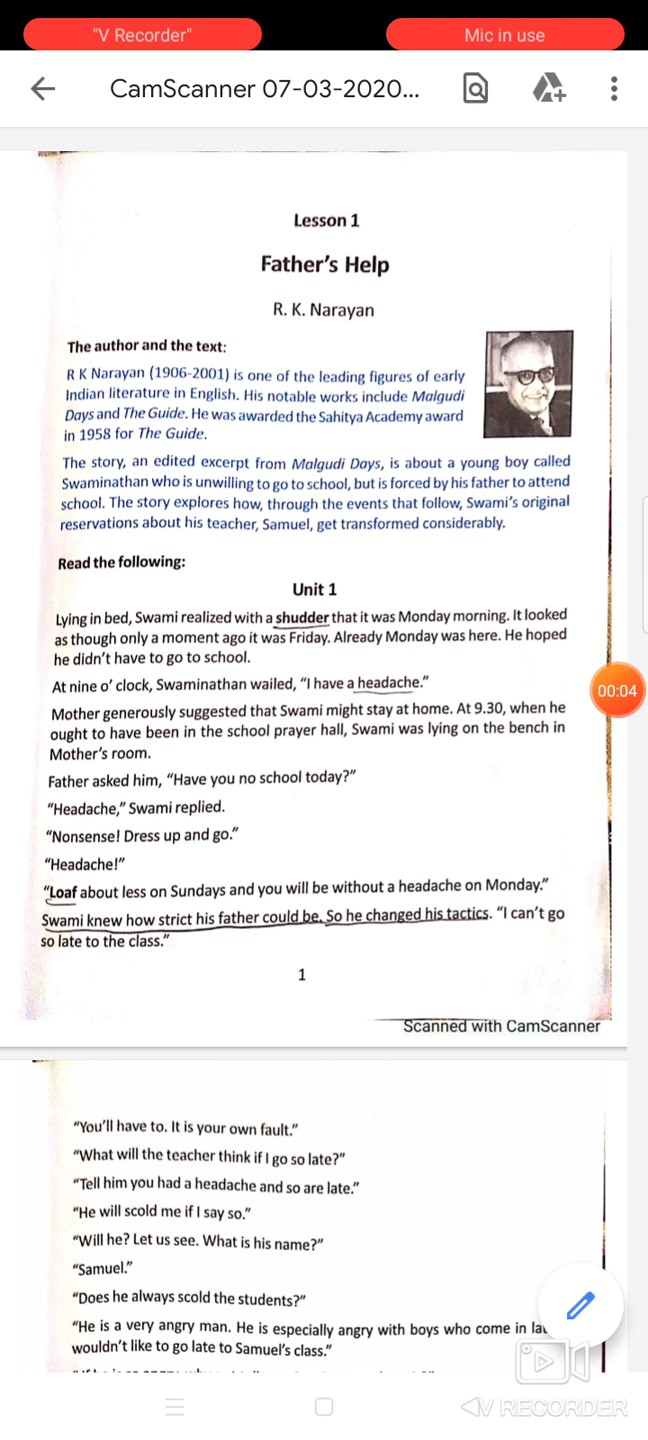 "V Recorder"
Mic in use
CamScanner 07-03-2020...
Lesson 1
Father's Help
R. K. Narayan
The author and the text:
R K Narayan (1906-2001) is one of the leading figures of early
Indian literature in English. His notable works include Malgudi
Days and The Guide. He was awarded the Sahitya Academy award
in 1958 for The Guide.
The story, an edited excerpt from Malgudi Days, is about a young boy called
Swaminathan who is unwilling to go to school, but is forced by his father to attend
school. The story explores how, through the events that follow, Swami's original
reservations about his teacher, Samuel, get transformed considerably.
Read the following:
Unit 1
Lying in bed, Swami realized with a shudder that it was Monday morning. It looked
as though only a moment ago it was Friday. Already Monday was here. He hoped
he didn't have to go to school.
At nine o' clock, Swaminathan wailed, "I have a headache."
00:04
Mother generously suggested that Swami might stay at home. At 9.30, when he
ought to have been in the school prayer hall, Swami was lying on the bench in
Mother's room.
Father asked him, "Have you no school today?"
"Headache," Swami replied.
"Nonsense! Dress up and go."
"Headache!"
"Loaf about less on Sundays and you will be without a headache on Monday."
Swami knew how strict his father could be. So he changed his tactics. "I can't go
so late to the class."
1
Scanned with CamScanner
"You'll have to. It is your own fault."
"What will the teacher think if I go so late?"
"Tell him you had a headache and so are late."
"He will scold me if I say so."
"Will he? Let us see. What is his name?"
"Samuel."
"Does he always scold the students?"
"He is a very angry man. He is especially angry with boys who come in
wouldn't like to go late to Samuel's class."
V RECORDER